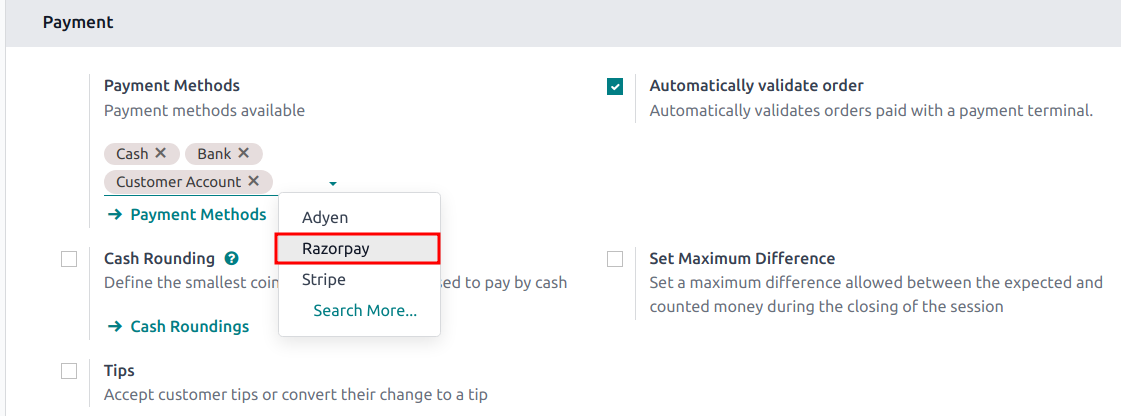 Payment
Payment Methods
Payment methods available
Cash ✕ Bank ✕
Customer Account ✕
→ Payment Methods
Adyen
Razorpay
Stripe
Search More...
Automatically validate order
Automatically validates orders paid with a payment terminal.
Cash Rounding ?
Define the smallest coin
sed to pay by cash
→ Cash Roundings
Set Maximum Difference
Set a maximum difference allowed between the expected and
counted money during the closing of the session
Tips
Accept customer tips or convert their change to a tip